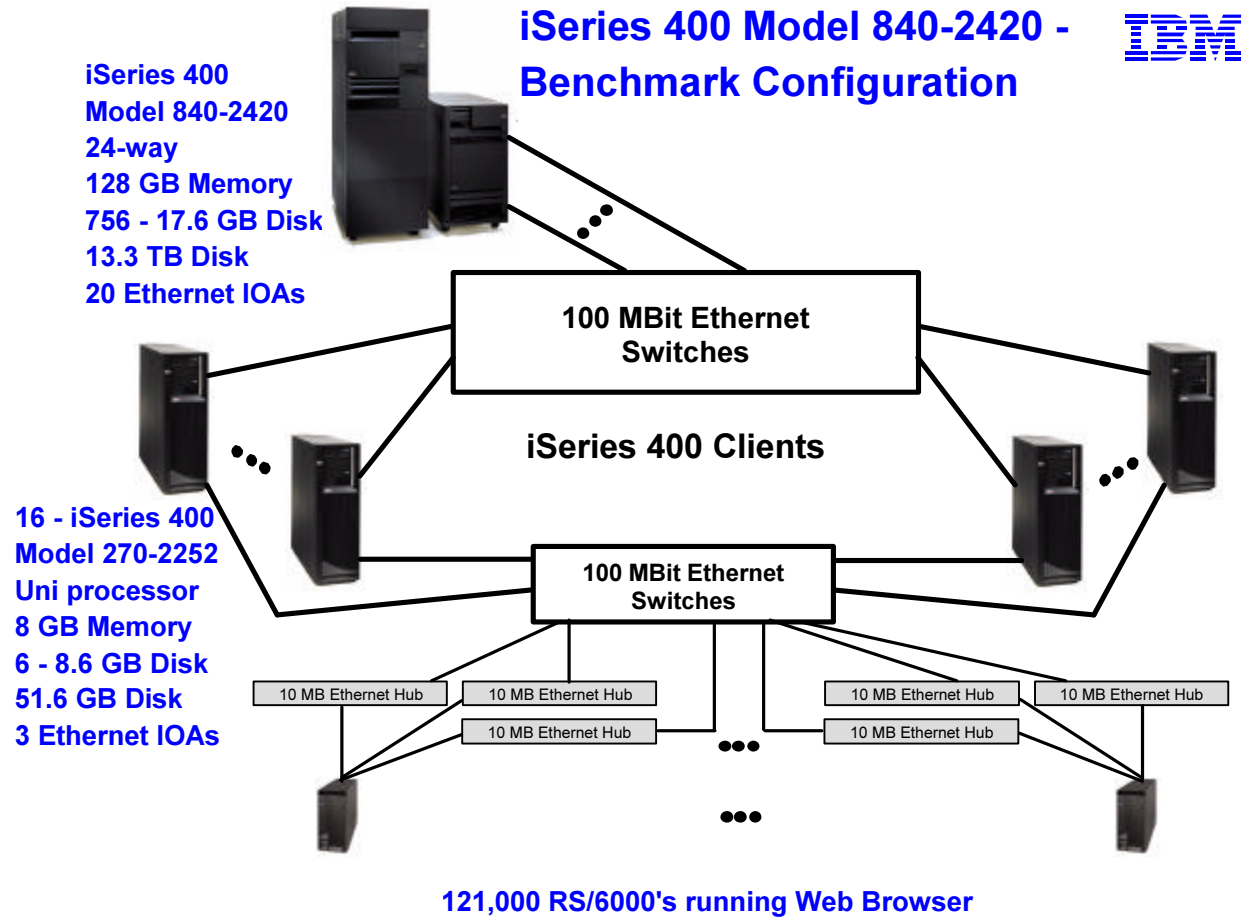 iSeries 400 Model 840-2420 -
Benchmark Configuration
IBM
iSeries 400
Model 840-2420
24-way
128 GB Memory
756 - 17.6 GB Disk
13.3 TB Disk
20 Ethernet IOAs
100 MBit Ethernet
Switches
iSeries 400 Clients
16 - iSeries 400
Model 270-2252
Uni processor
8 GB Memory
6 - 8.6 GB Disk
51.6 GB Disk
3 Ethernet IOAs
100 MBit Ethernet
Switches
10 MB Ethernet Hub
10 MB Ethernet Hub
10 MB Ethernet Hub
10 MB Ethernet Hub
10 MB Ethernet Hub
10 MB Ethernet Hub
121,000 RS/6000's running Web Browser